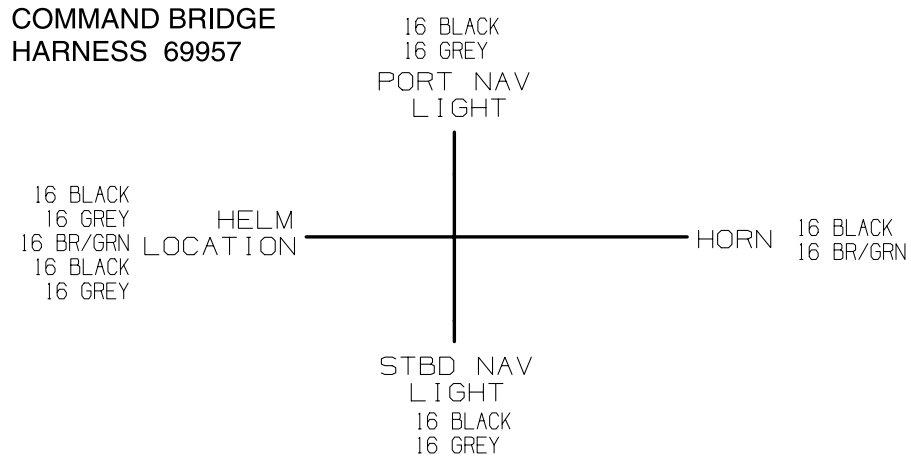 COMMAND BRIDGE
HARNESS 69957
16 BLACK
16 GREY
PORT NAV
LIGHT
16 BLACK
16 GREY
16 BR/GRN
16 BLACK
16 GREY
HELM
LOCATION
HORN
16 BLACK
16 BR/GRN
STBD NAV
LIGHT
16 BLACK
16 GREY